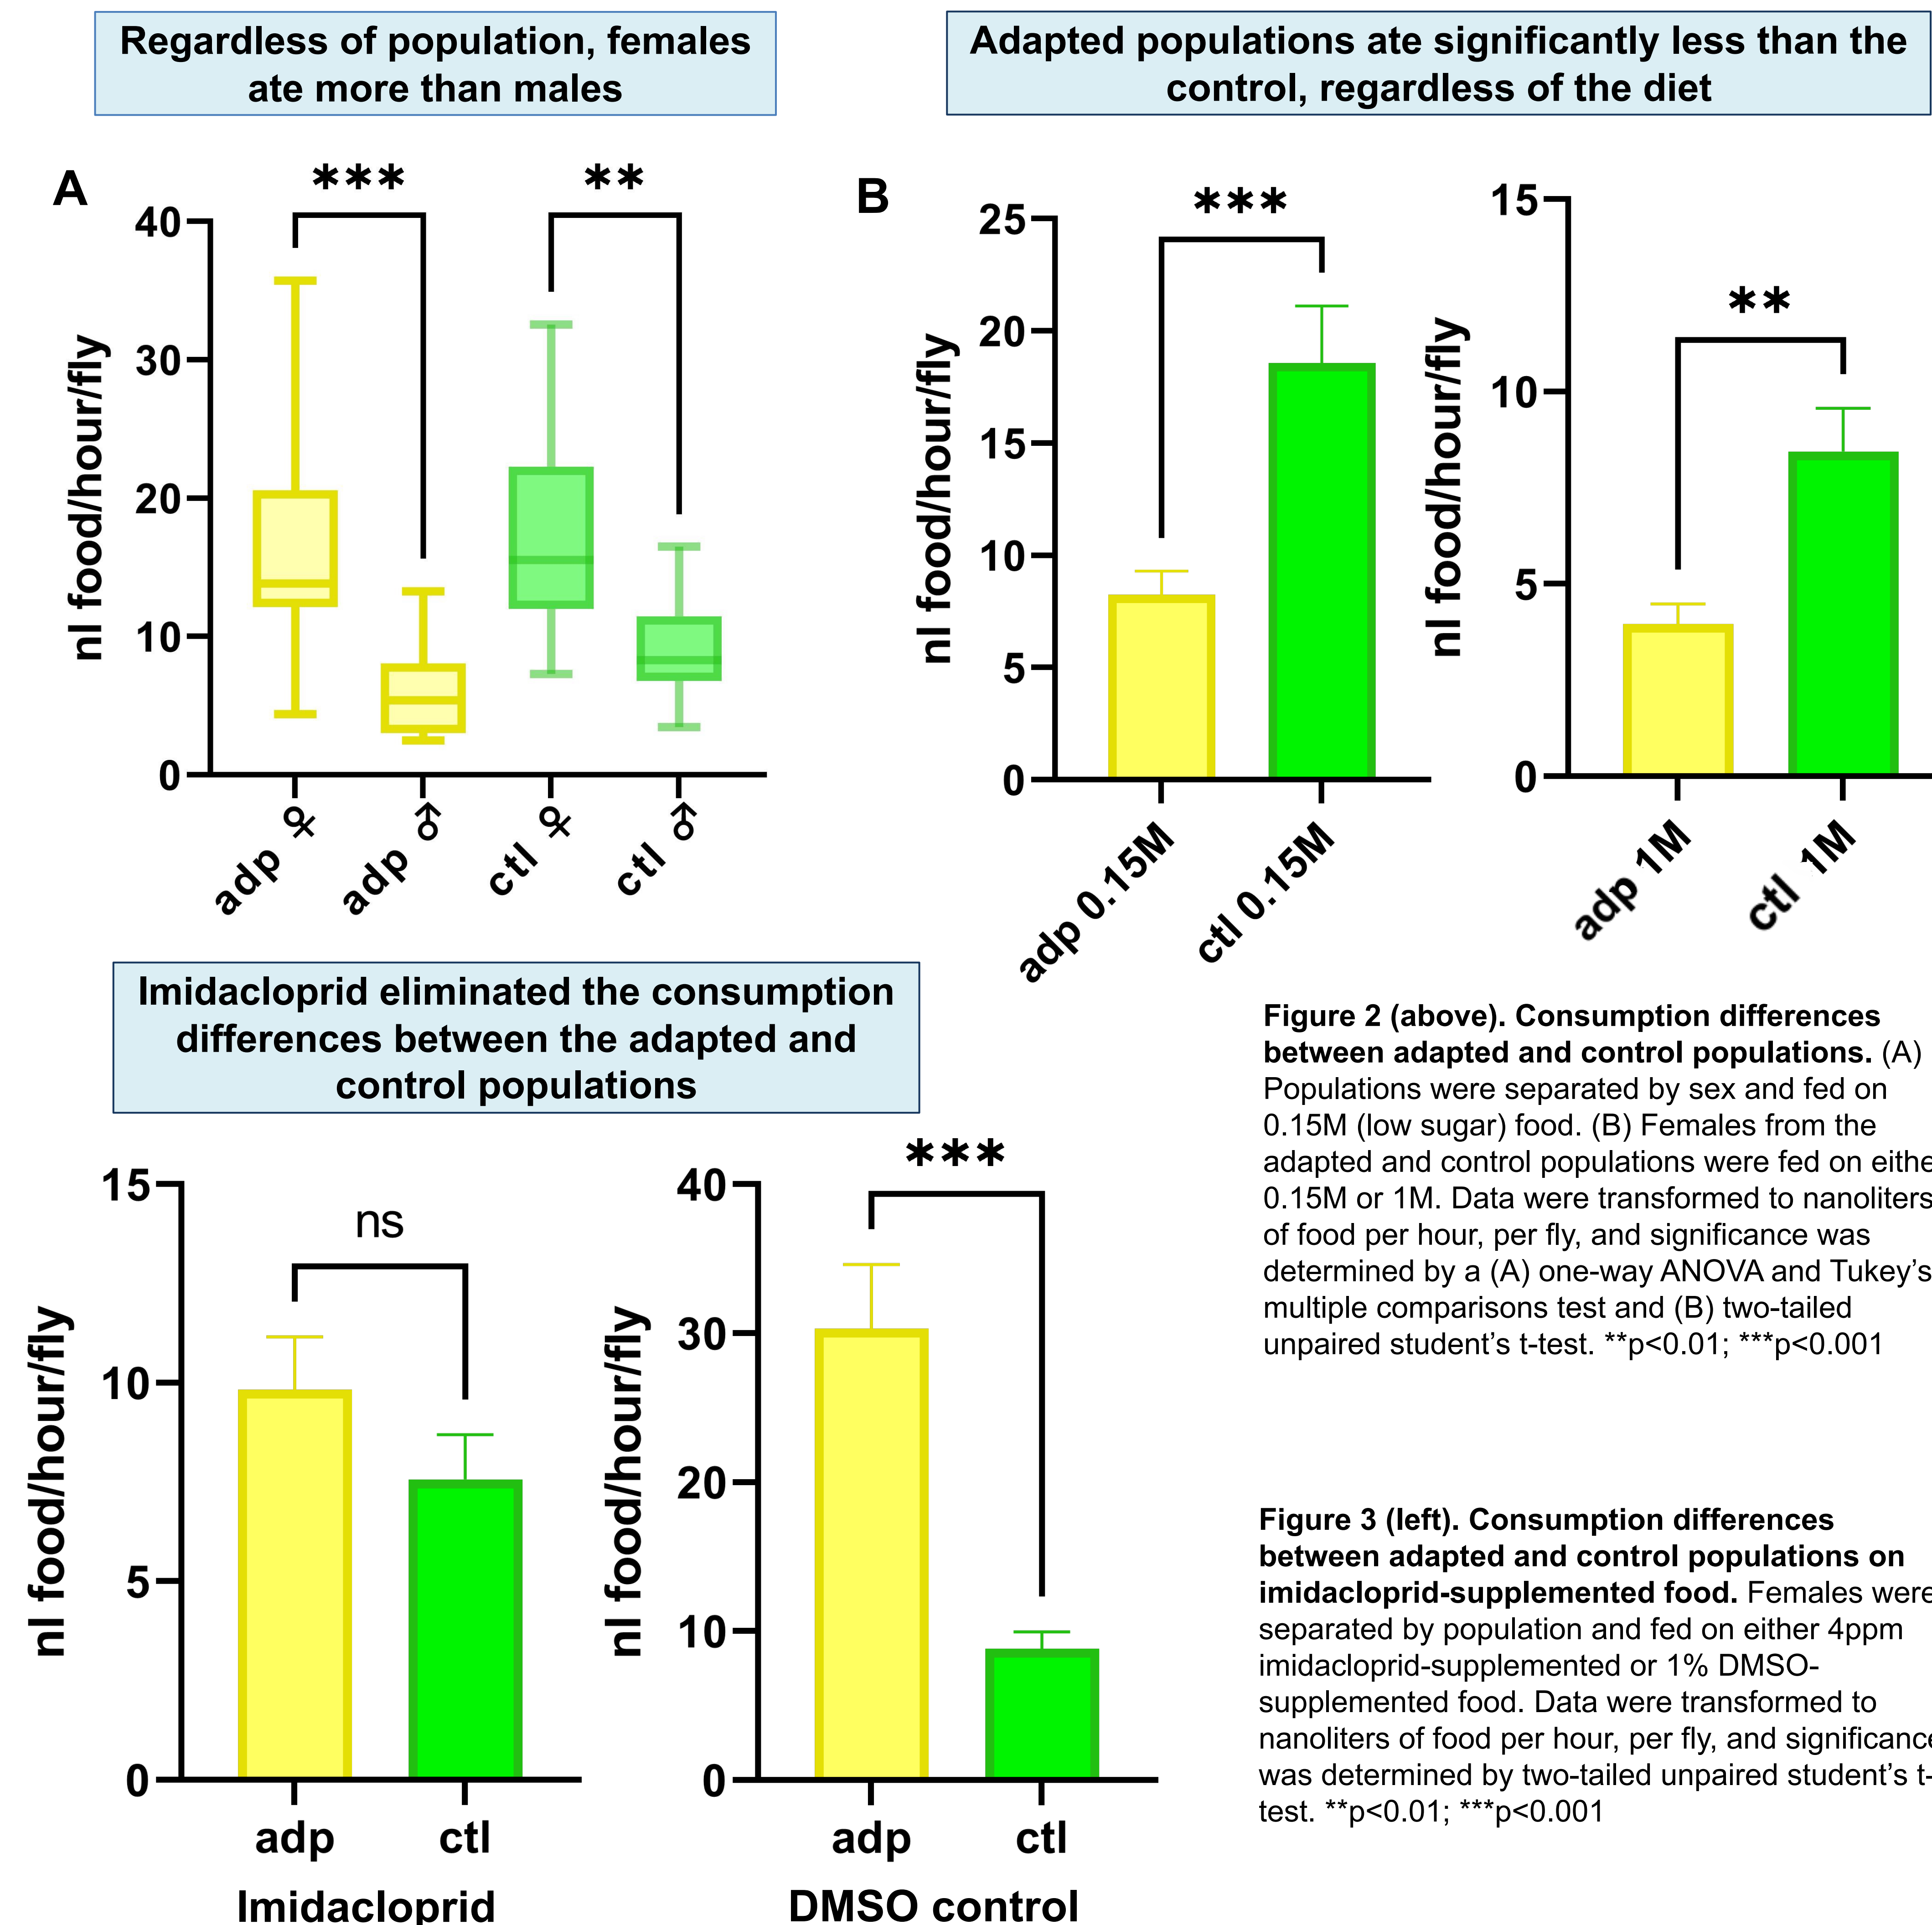 Regardless of population, females
ate more than males
Adapted populations ate significantly less than the
control, regardless of the diet
A
***
**
40
30
20
10
0
nl food/hour/fly
adp ♀
adp ♂
ctl ♀
ctl ♂
B
***
25
20
15
10
5
0
nl food/hour/fly
adp 0.15M
ctl 0.15M
**
15
10
5
0
nl food/hour/fly
adp 1M
ctl 1M
Imidacloprid eliminated the consumption
differences between the adapted and
control populations
ns
15
10
5
0
nl food/hour/fly
adp
ctl
Imidacloprid
***
40
30
20
10
0
nl food/hour/fly
adp
ctl
DMSO control
Figure 2 (above). Consumption differences
between adapted and control populations. (A)
Populations were separated by sex and fed on
0.15M (low sugar) food. (B) Females from the
adapted and control populations were fed on eithe
0.15M or 1M. Data were transformed to nanoliters
of food per hour, per fly, and significance was
determined by a (A) one-way ANOVA and Tukey's
multiple comparisons test and (B) two-tailed
unpaired student's t-test. **p<0.01; ***p<0.001
Figure 3 (left). Consumption differences
between adapted and control populations on
imidacloprid-supplemented food. Females were
separated by population and fed on either 4ppm
imidacloprid-supplemented or 1% DMSO-
supplemented food. Data were transformed to
nanoliters of food per hour, per fly, and significance
was determined by two-tailed unpaired student's t-
test. **p<0.01; ***p<0.001